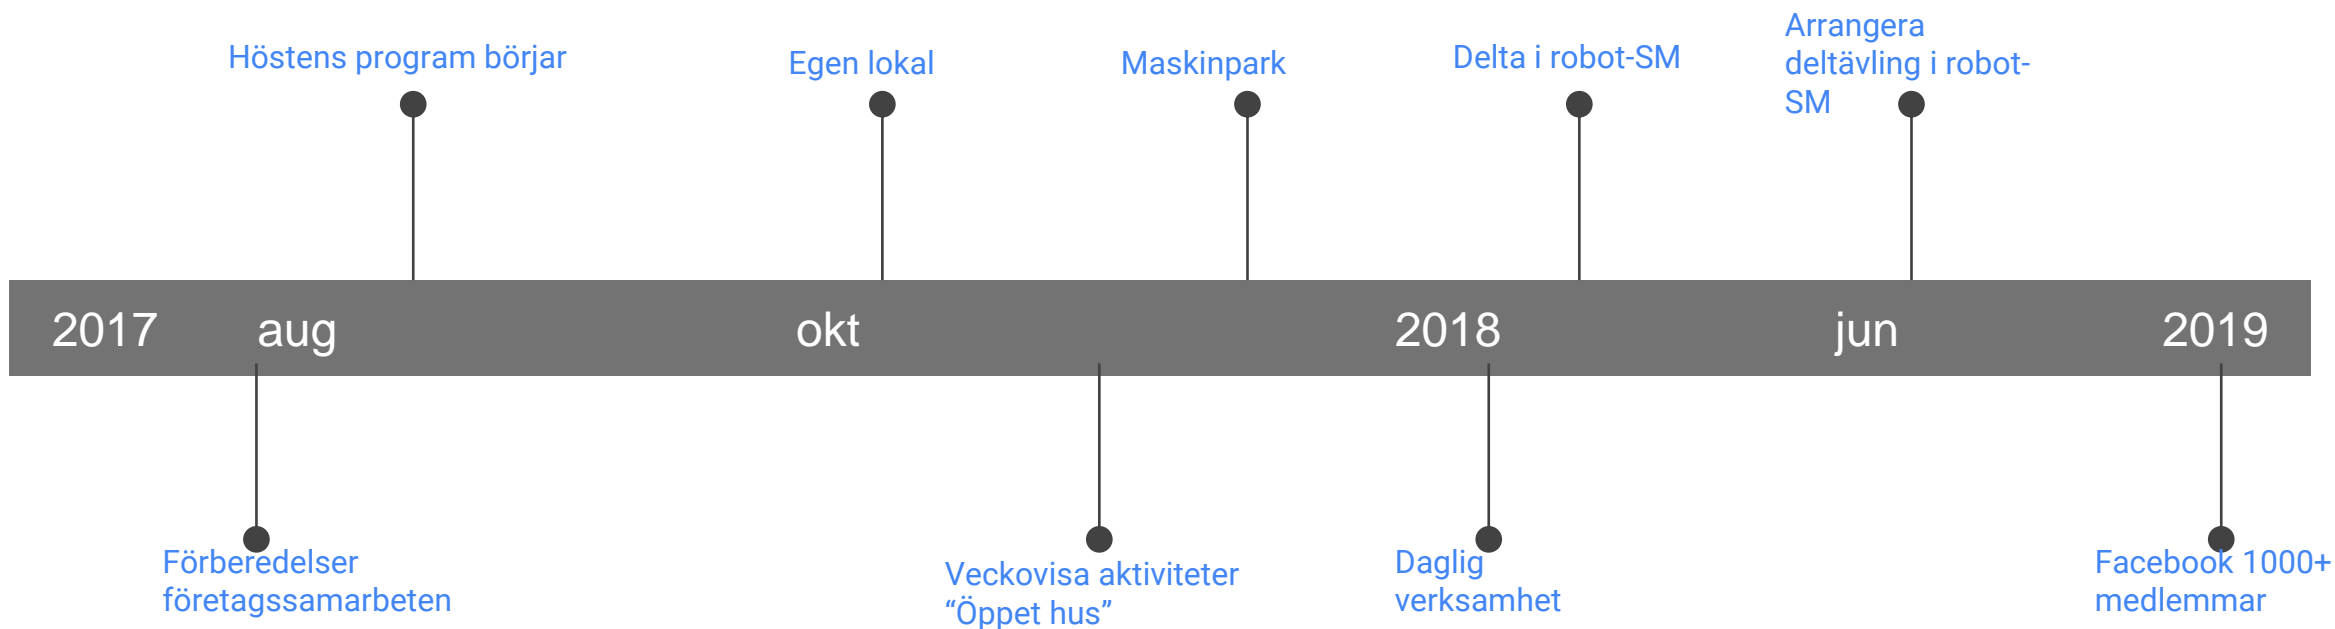 Höstens program börjar
Egen lokal
Maskinpark
Delta i robot-SM
Arrangera
deltävling i robot-
SM
2017
aug
okt
2018
jun
2019
Förberedelser
företagssamarbeten
Veckovisa aktiviteter
“Öppet hus”
Daglig
verksamhet
Facebook 1000+
medlemmar